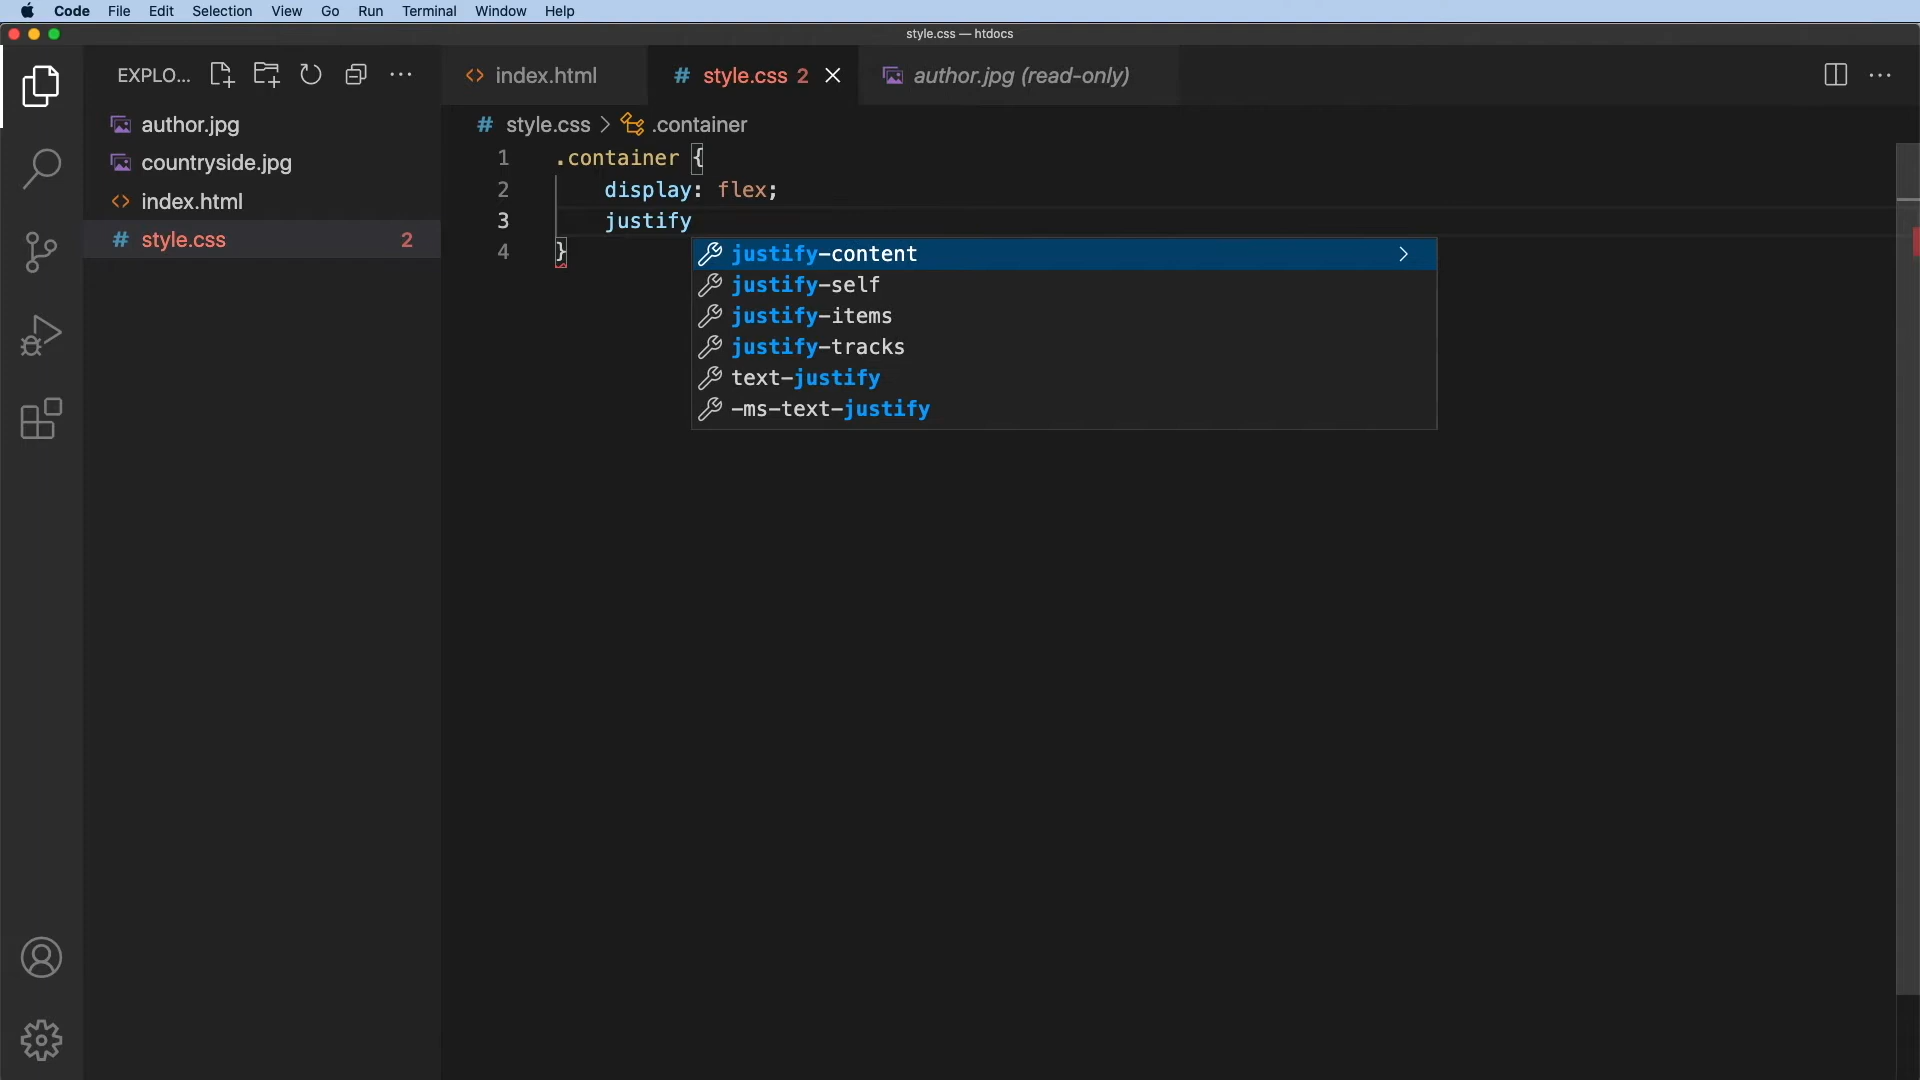 Code File Edit Selection View Go Run Terminal Window Help
style.css — htdocs
EXPLO...
index.html
style.css 2
author.jpg (read-only)
author.jpg
countryside.jpg
index.html
style.css 2
style.css > .container
1 .container {
2 display: flex;
3 justify
4 }
justify-content
justify-self
justify-items
justify-tracks
text-justify
-ms-text-justify